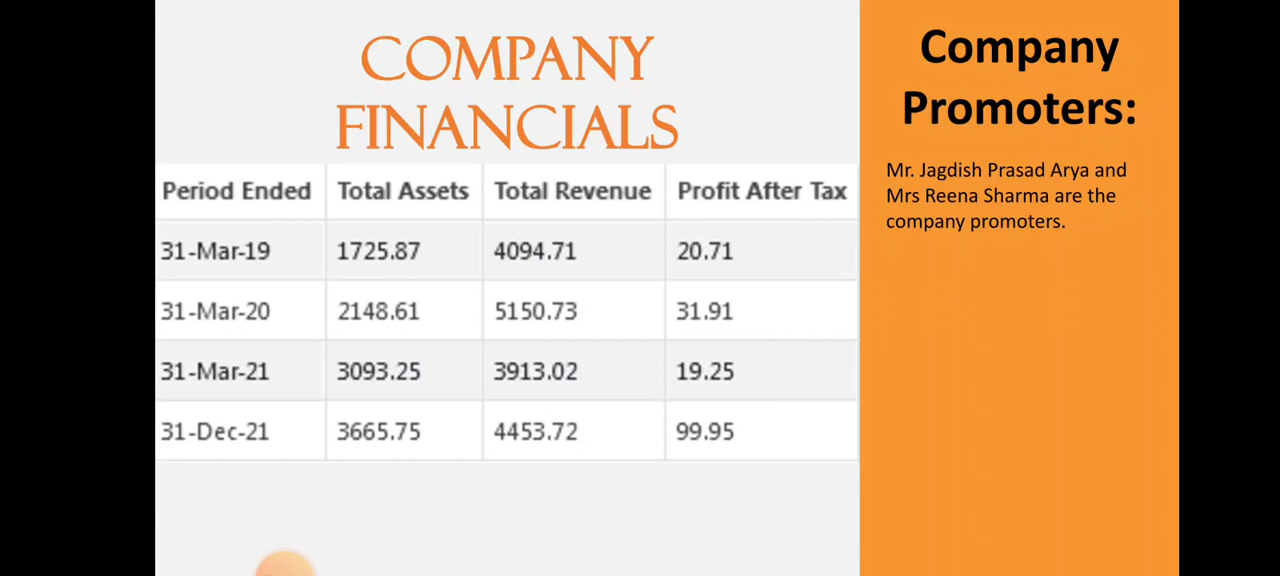 COMPANY
FINANCIALS
Period Ended Total Assets Total Revenue Profit After Tax
31-Mar-19 1725.87 4094.71 20.71
31-Mar-20 2148.61 5150.73 31.91
31-Mar-21 3093.25 3913.02 19.25
31-Dec-21 3665.75 4453.72 99.95
Company
Promoters:
Mr. Jagdish Prasad Arya and
Mrs Reena Sharma are the
company promoters.